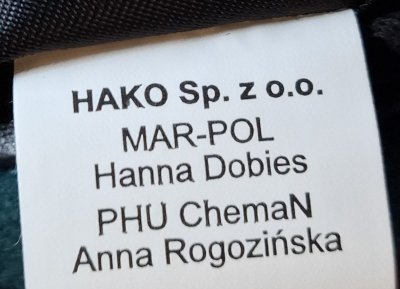 HAKO Sp. z o.o.
MAR-POL
Hanna Dobies
PHU ChemaN
Anna Rogozińska